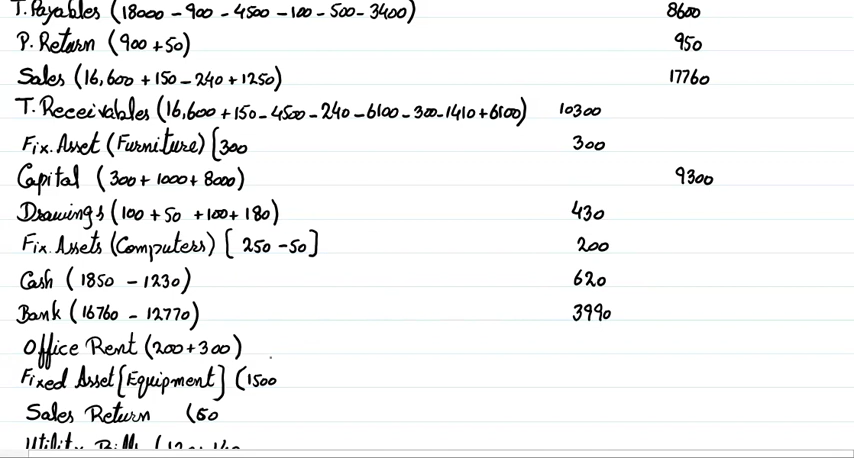 T. Payables (18000 - 900 - 4500 - 100 - 500 - 3400) 8600
P. Return (900 + 50) 950
Sales (16,600 + 150 - 240 + 1250) 17760
T. Receivables (16,600 + 150 - 4500 - 240 - 6100 - 300 - 1410 + 6100) 10300
Fix. Asset (Furniture) [300 300
Capital (300 + 1000 + 8000) 9300
Drawings (100 + 50 + 100 + 180) 430
Fix. Assets (Computers) [250 - 50] 200
Cash (1850 - 1230) 620
Bank (16760 - 12770) 3990
Office Rent (200 + 300)
Fixed Asset [Equipment] (1500
Sales Return (50
Utility Bills (